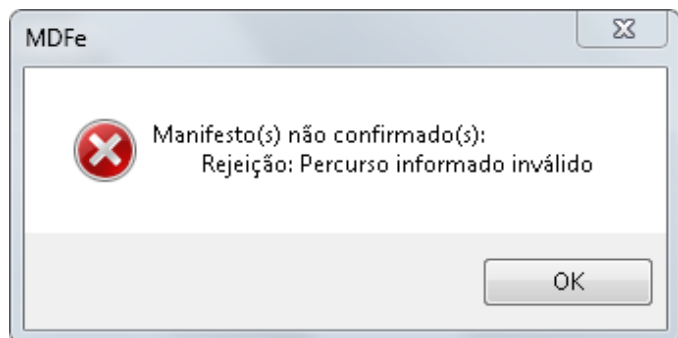 MDFe
Manifesto(s) não confirmado(s):
Rejeição: Percurso informado inválido
OK